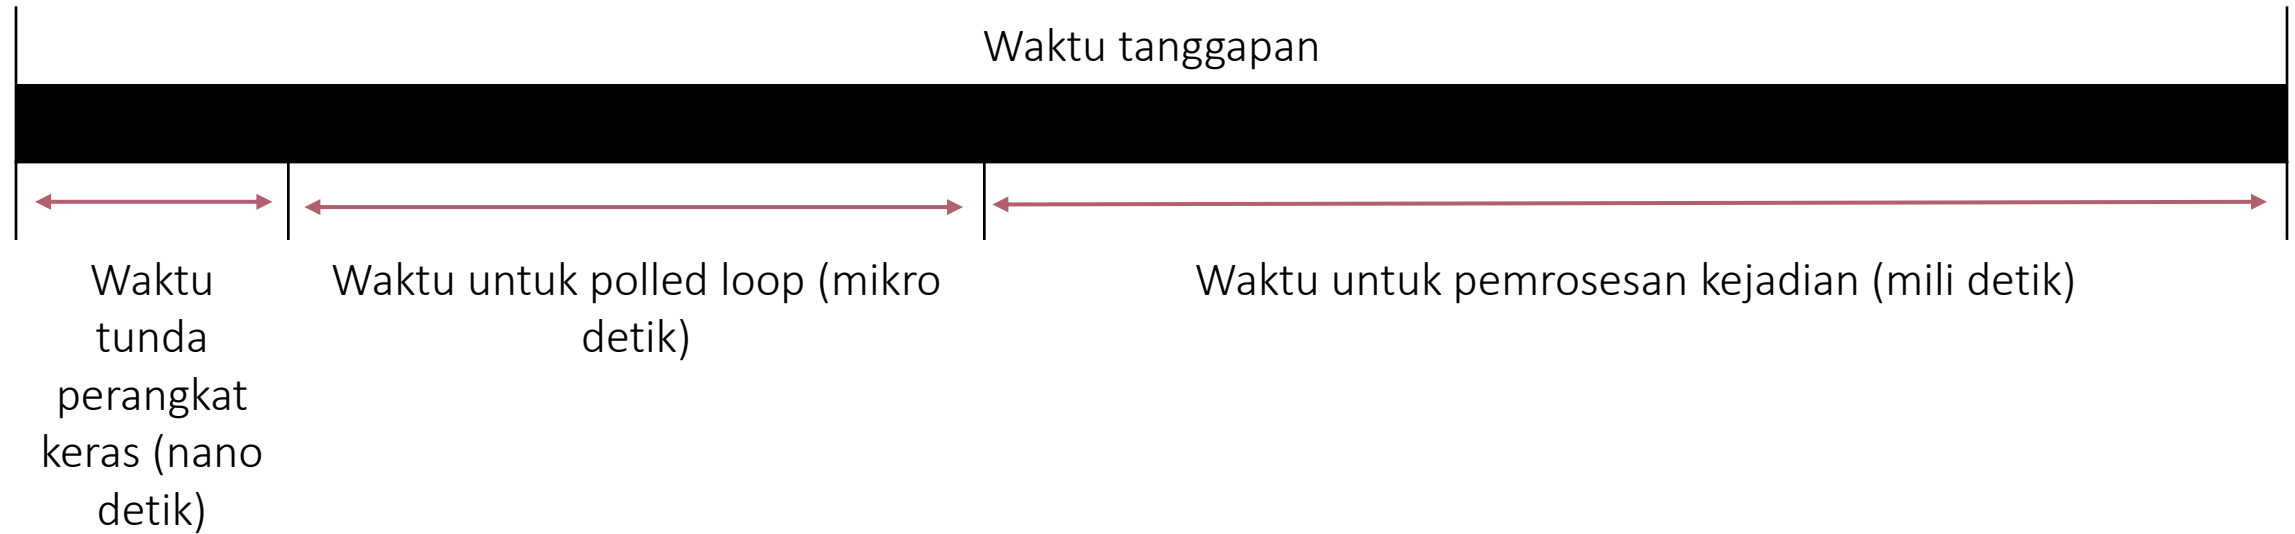 Waktu tanggapan
Waktu
tunda
perangkat
keras (nano
detik)
Waktu untuk polled loop (mikro
detik)
Waktu untuk pemrosesan kejadian (mili detik)